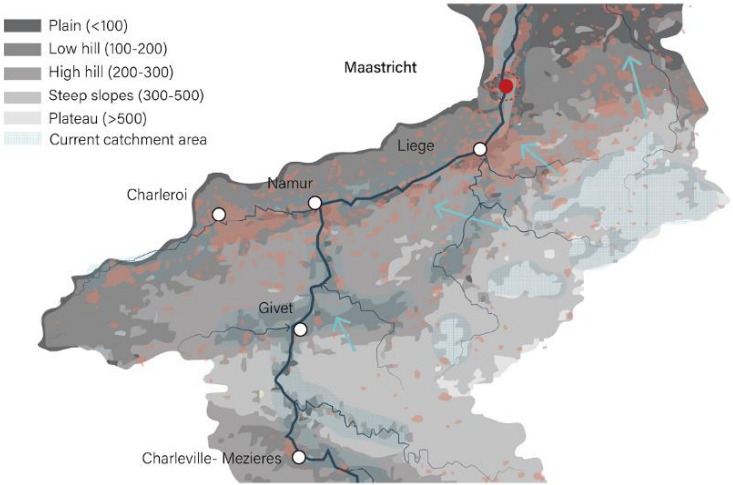 Plain (<100)
Low hill (100-200)
High hill (200-300)
Steep slopes (300-500)
Plateau (>500)
Current catchment area
Maastricht
Liege
Namur
Charleroi
Givet
Charleville- Mezieres